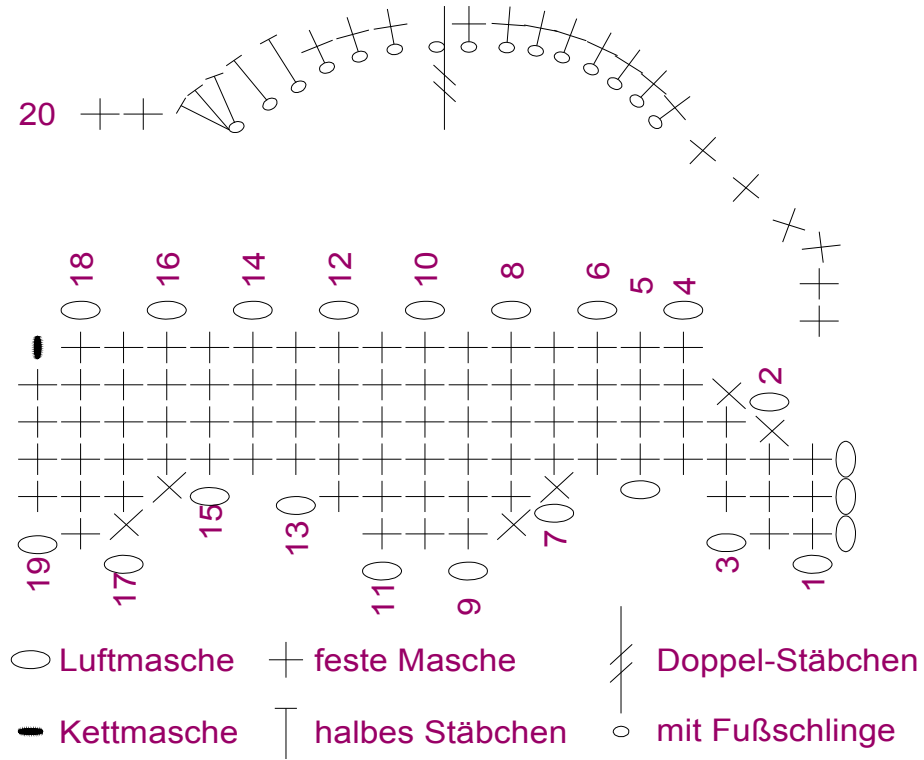 20
18 16 14 12 10 8 6 5 4
2
19 17 15 13 11 9 7 3 1
Luftmasche feste Masche Doppel-Stäbchen
Kettmasche halbes Stäbchen mit Fußschlinge